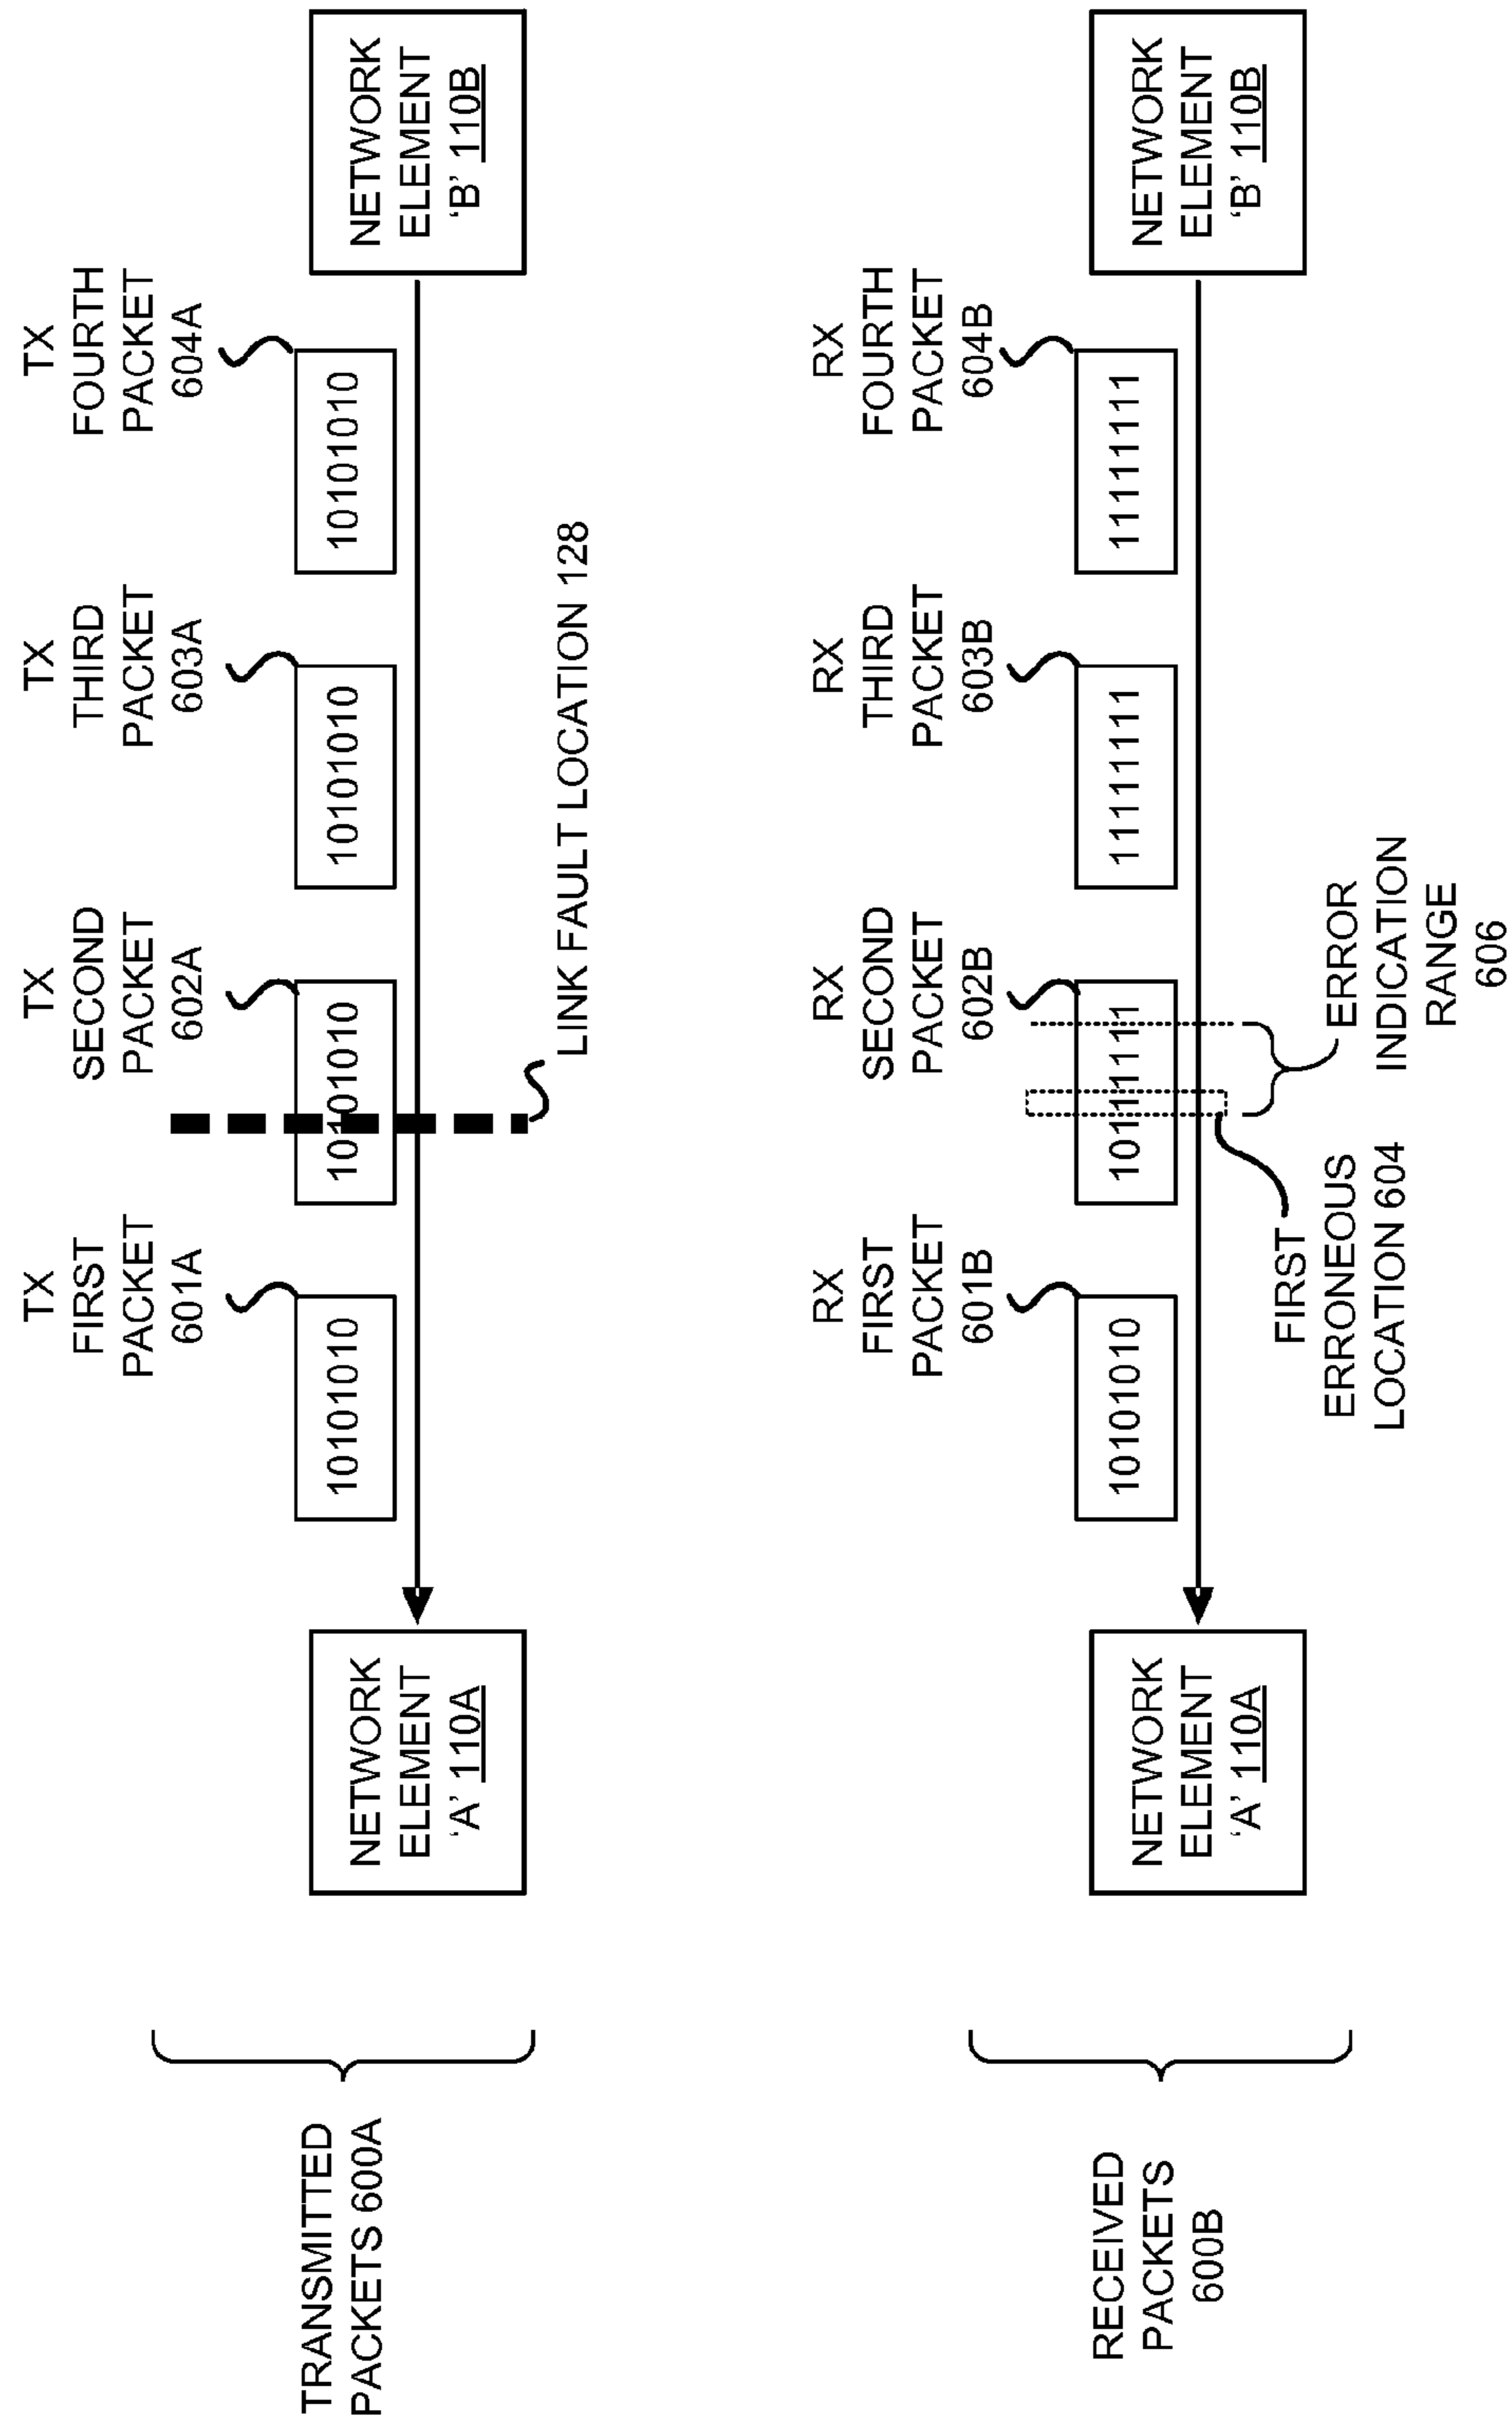 TX
FIRST
PACKET
601A
TX
SECOND
PACKET
602A
TX
THIRD
PACKET
603A
TX
FOURTH
PACKET
604A
TRANSMITTED
PACKETS 600A
NETWORK
ELEMENT
'A' 110A
10101010
10101010
10101010
10101010
NETWORK
ELEMENT
'B' 110B
LINK FAULT LOCATION 128
RX
FIRST
PACKET
601B
RX
SECOND
PACKET
602B
RX
THIRD
PACKET
603B
RX
FOURTH
PACKET
604B
RECEIVED
PACKETS
600B
NETWORK
ELEMENT
'A' 110A
10101010
10111111
11111111
11111111
NETWORK
ELEMENT
'B' 110B
FIRST
ERRONEOUS
LOCATION 604
ERROR
INDICATION
RANGE
606